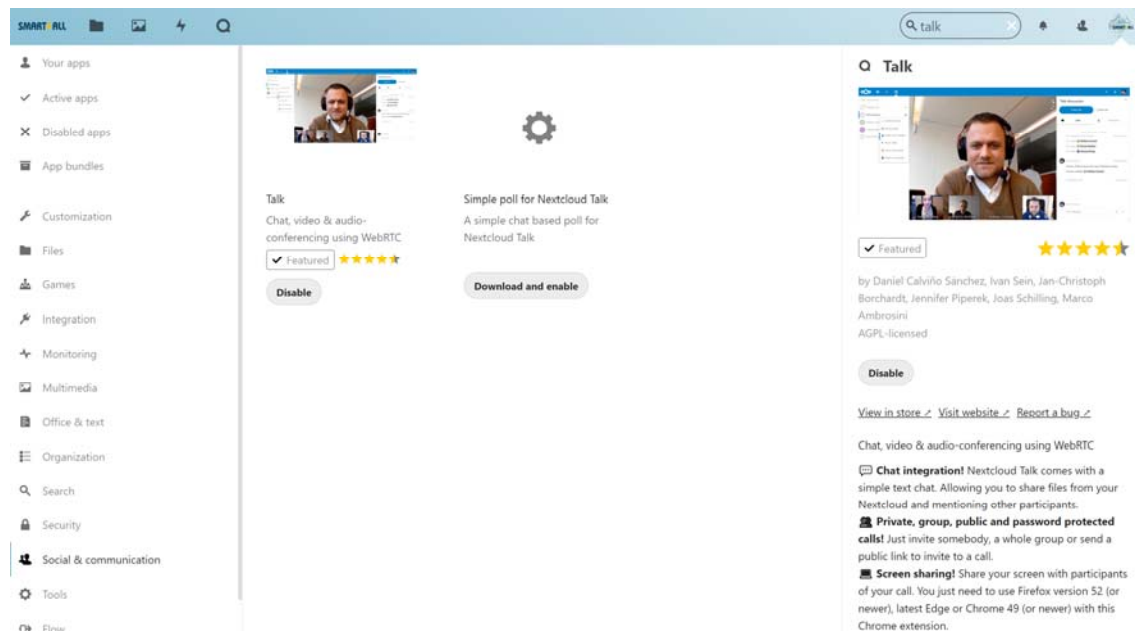 SMART4ALL
talk
Your apps
Active apps
Disabled apps
App bundles
Customization
Files
Games
Integration
Monitoring
Multimedia
Office & text
Organization
Search
Security
Social & communication
Tools
Flow
Talk
Chat, video & audio-
conferencing using WebRTC
Featured
Disable
Simple poll for Nextcloud Talk
A simple chat based poll for
Nextcloud Talk
Download and enable
Talk
Featured
by Daniel Calviño Sánchez, Ivan Sein, Jan-Christoph
Borchardt, Jennifer Piperek, Joas Schilling, Marco
Ambrosini
AGPL-licensed
Disable
View in store ↗ Visit website ↗ Report a bug ↗
Chat, video & audio-conferencing using WebRTC
💬 Chat integration! Nextcloud Talk comes with a
simple text chat. Allowing you to share files from your
Nextcloud and mentioning other participants.
👥 Private, group, public and password protected
calls! Just invite somebody, a whole group or send a
public link to invite to a call.
💻 Screen sharing! Share your screen with participants
of your call. You just need to use Firefox version 52 (or
newer), latest Edge or Chrome 49 (or newer) with this
Chrome extension.